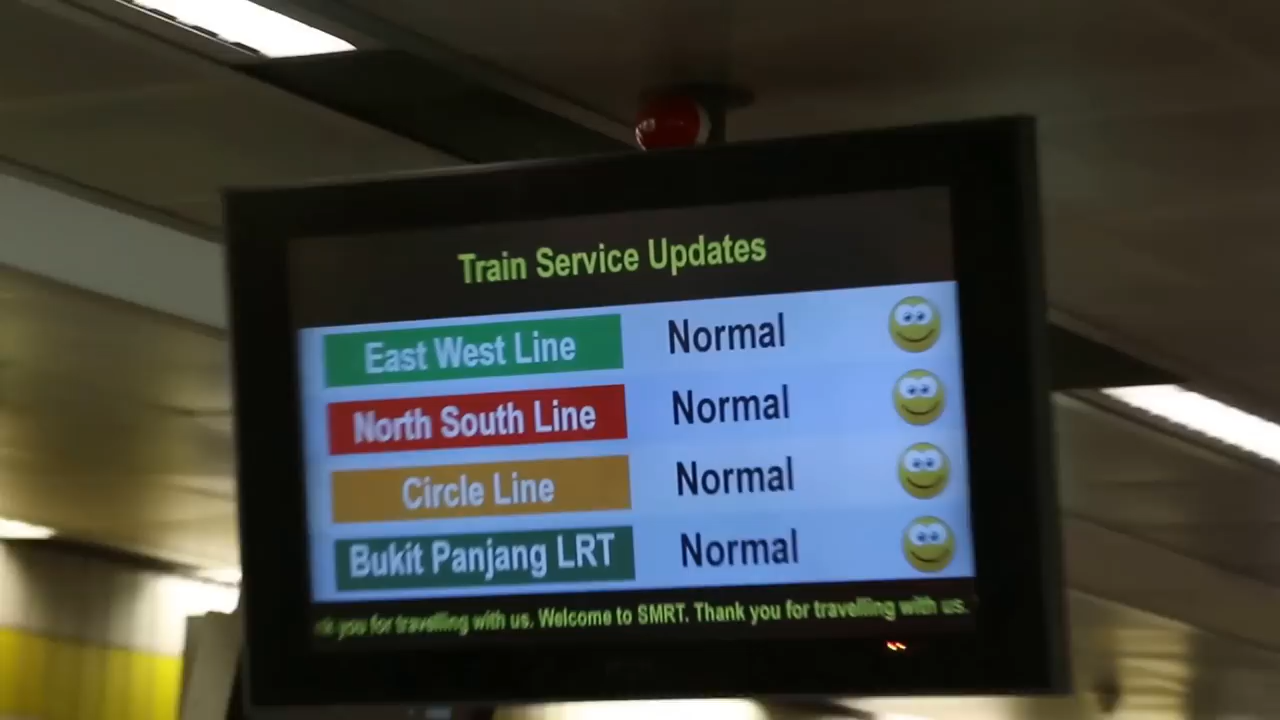 Train Service Updates
East West Line Normal
North South Line Normal
Circle Line Normal
Bukit Panjang LRT Normal
you for travelling with us. Welcome to SMRT. Thank you for travelling with us.